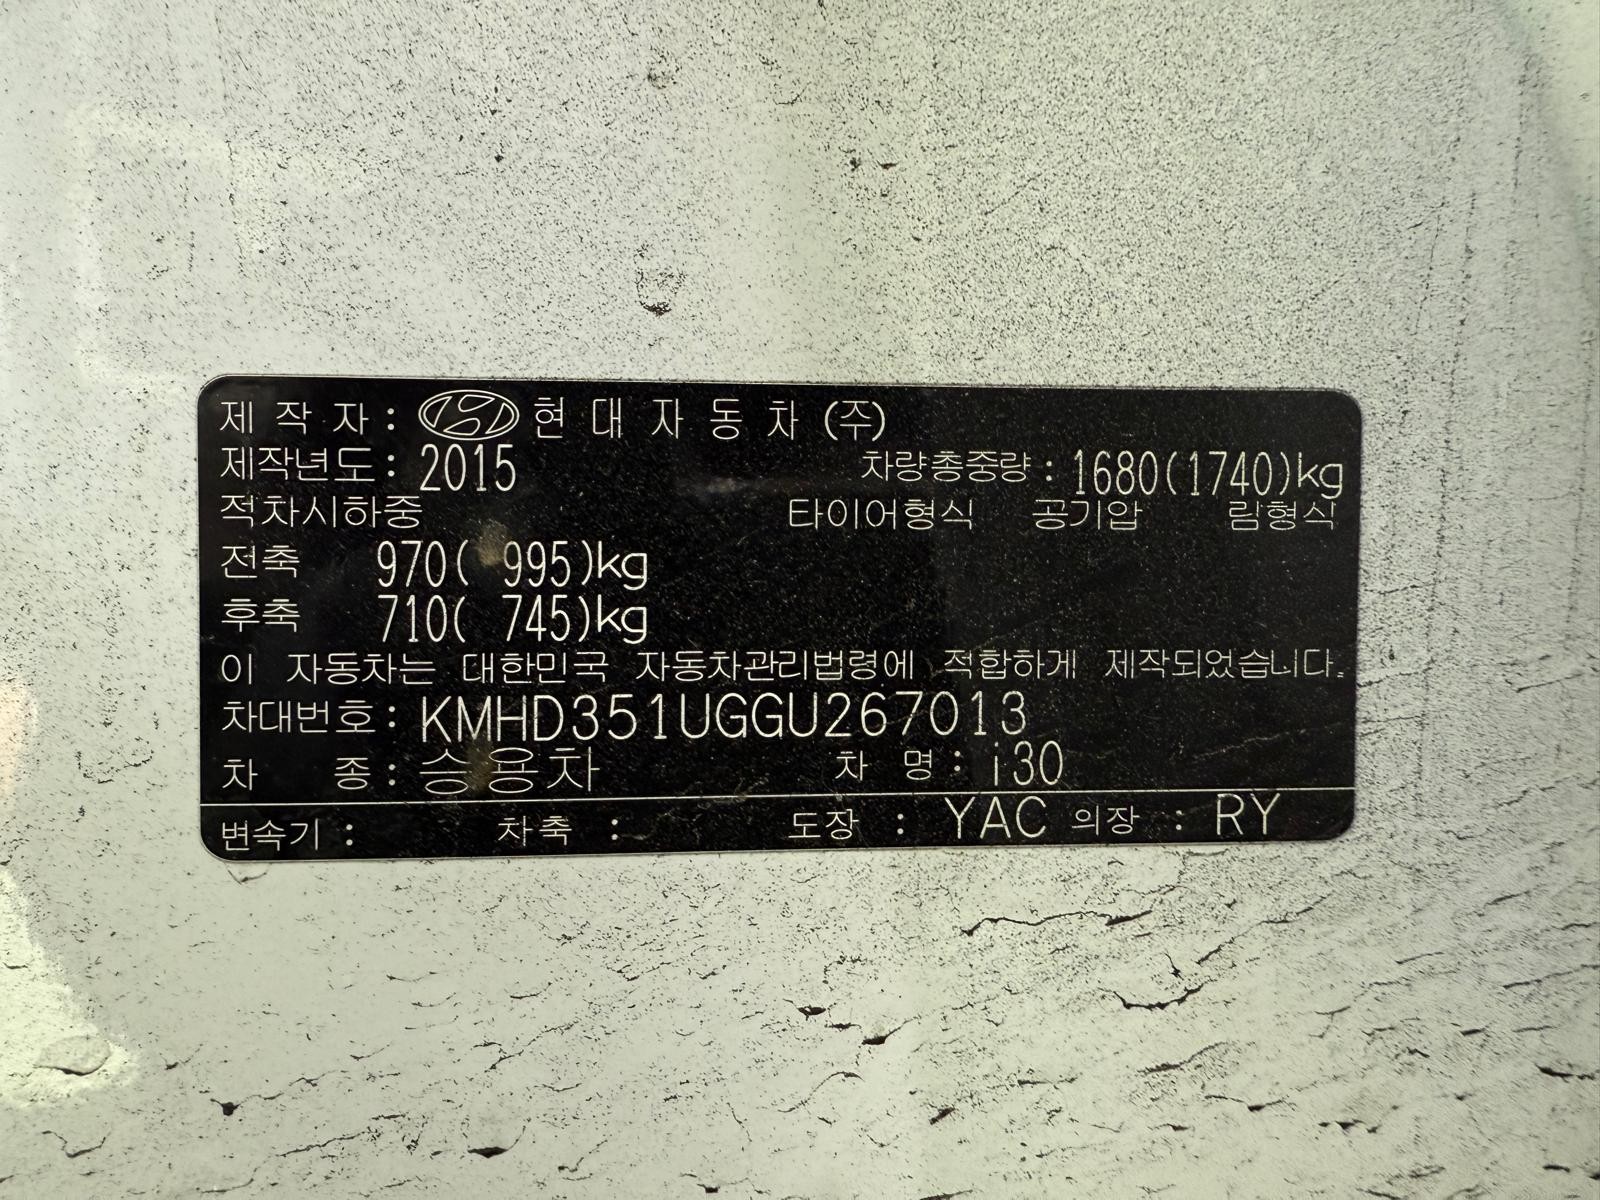 제 작 자 : 현 대 자 동 차 (주)
제작년도 : 2015 차량총중량 : 1680(1740)kg
적차시하중 타이어형식 공기압 림형식
전축 970( 995)kg
후축 710( 745)kg
이 자동차는 대한민국 자동차관리법령에 적합하게 제작되었습니다.
차대번호 : KMHD351UGGU267013
차 종 : 승용차 차 명 : i30
변속기 : 차축 : 도장 : YAC 의장 : RY